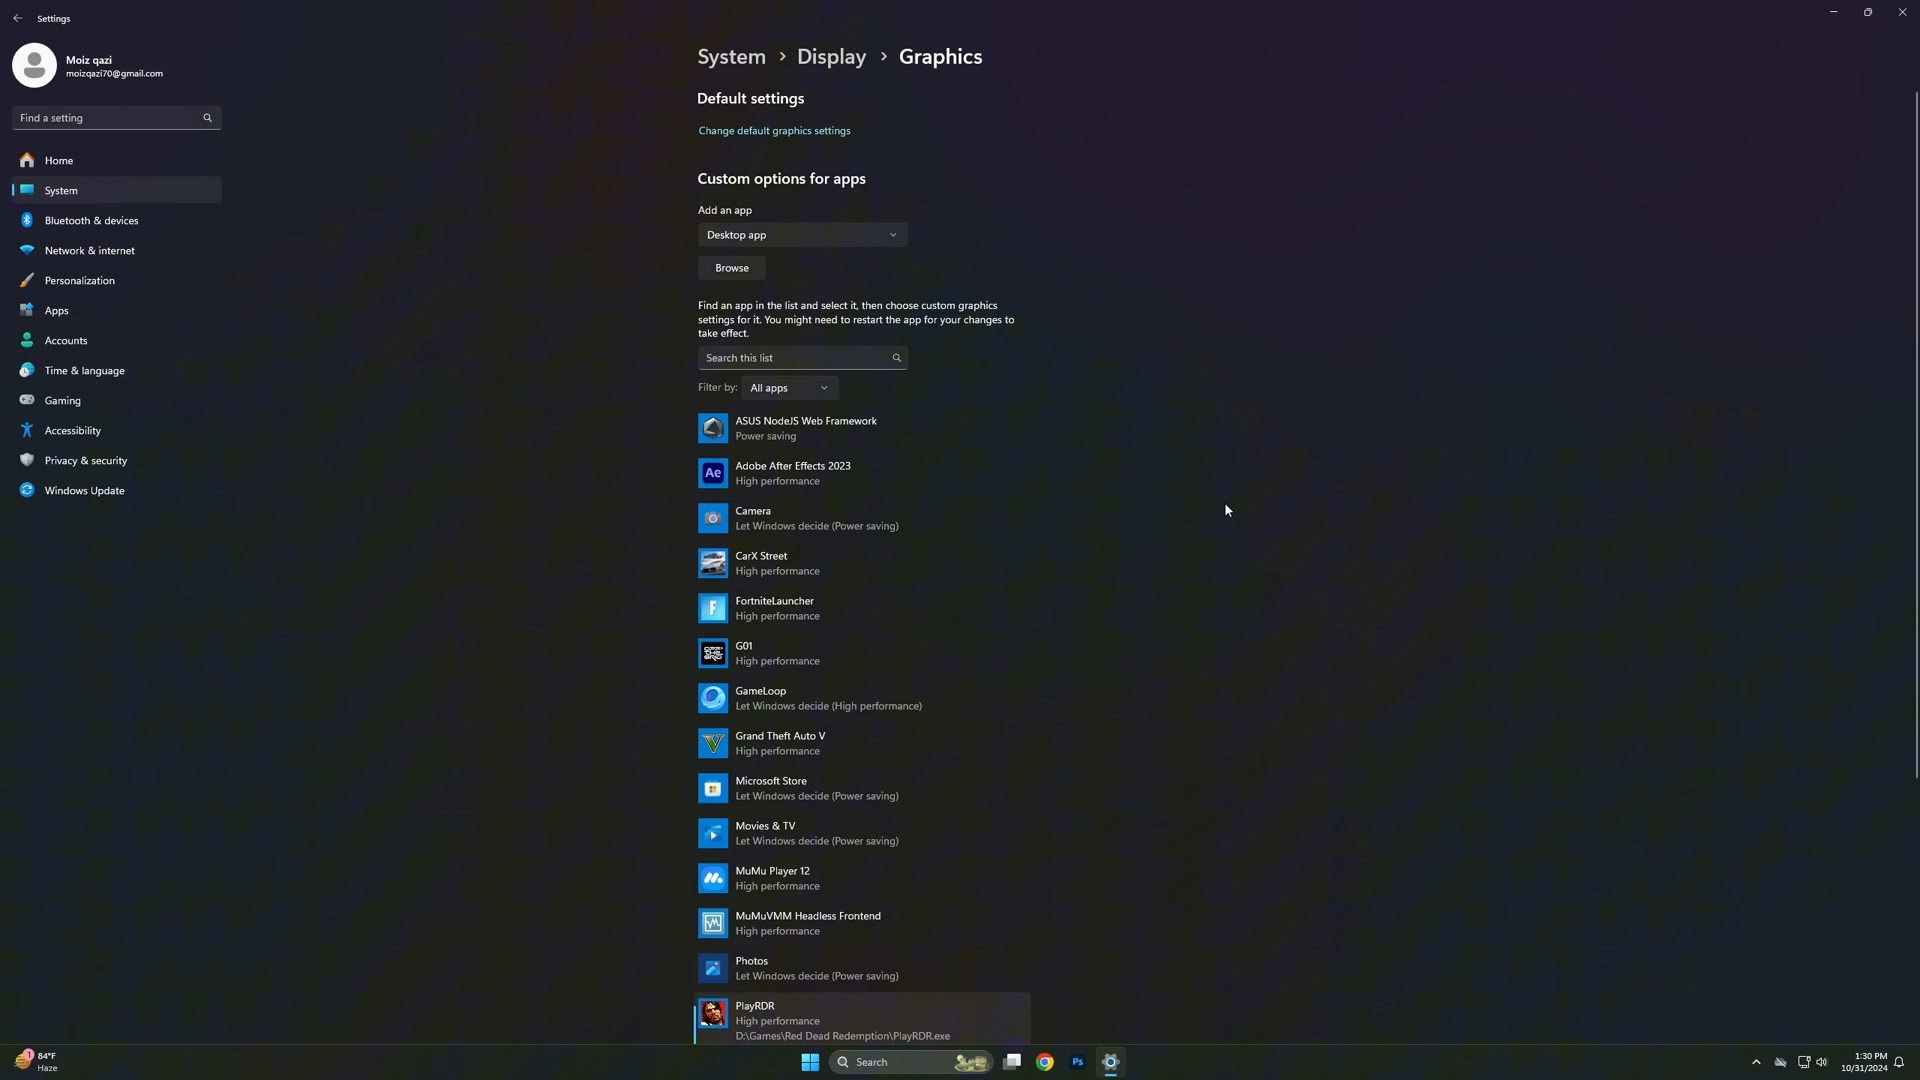 Settings
Moiz qazi
moizqazi70@gmail.com
Find a setting
Home
System
Bluetooth & devices
Network & internet
Personalization
Apps
Accounts
Time & language
Gaming
Accessibility
Privacy & security
Windows Update
System > Display > Graphics
Default settings
Change default graphics settings
Custom options for apps
Add an app
Desktop app
Browse
Find an app in the list and select it, then choose custom graphics
settings for it. You might need to restart the app for your changes to
take effect.
Search this list
Filter by: All apps
ASUS NodeJS Web Framework
Power saving
Ae
Adobe After Effects 2023
High performance
Camera
Let Windows decide (Power saving)
CarX Street
High performance
F
FortniteLauncher
High performance
G01
High performance
GameLoop
Let Windows decide (High performance)
V
Grand Theft Auto V
High performance
Microsoft Store
Let Windows decide (Power saving)
Movies & TV
Let Windows decide (Power saving)
MuMu Player 12
High performance
MuMuVMM Headless Frontend
High performance
Photos
Let Windows decide (Power saving)
PlayRDR
High performance
D:\Games\Red Dead Redemption\PlayRDR.exe
1
84°F
Haze
Search
Ps
1:30 PM
10/31/2024